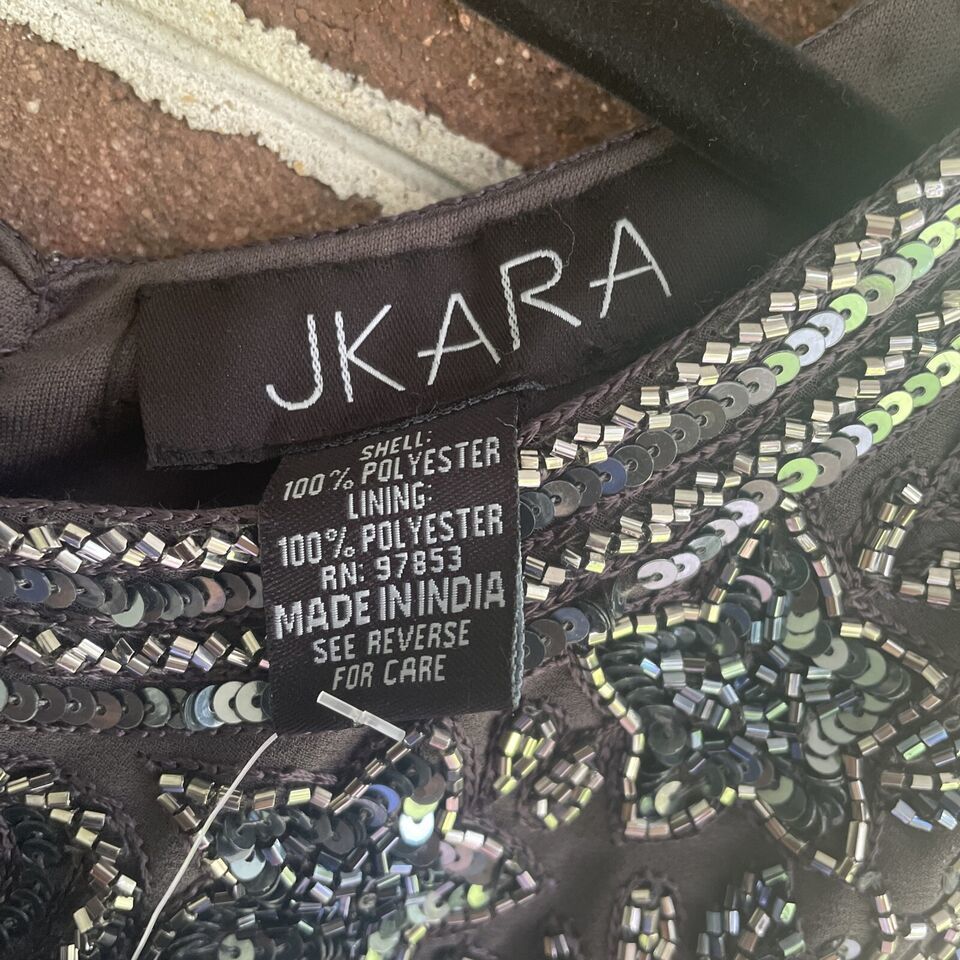 JKARA
SHELL:
100% POLYESTER
LINING:
100% POLYESTER
RN: 97853
MADE IN INDIA
SEE REVERSE
FOR CARE